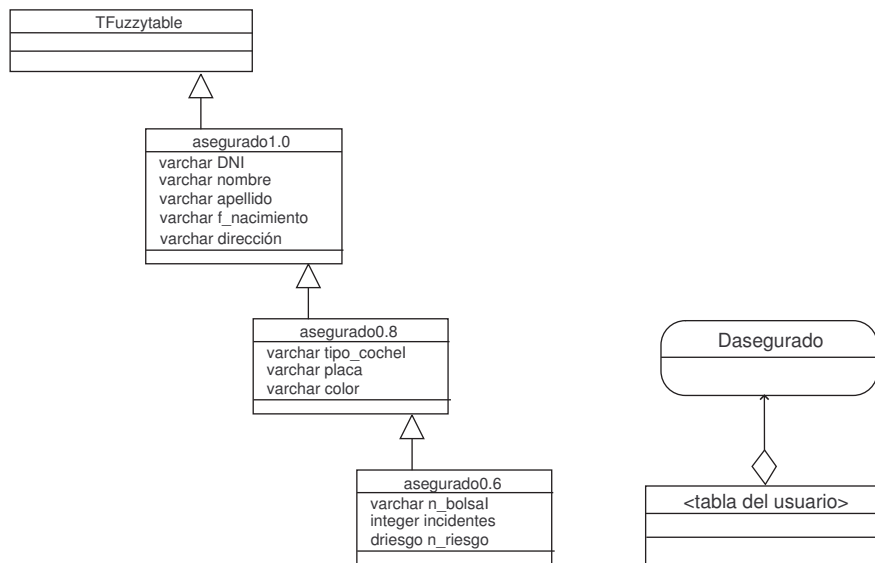 TFuzzytable
asegurado1.0
varchar DNI
varchar nombre
varchar apellido
varchar f_nacimiento
varchar dirección
asegurado0.8
varchar tipo_cochel
varchar placa
varchar color
asegurado0.6
varchar n_bolsal
integer incidentes
driesgo n_riesgo
Dasegurado
<tabla del usuario>